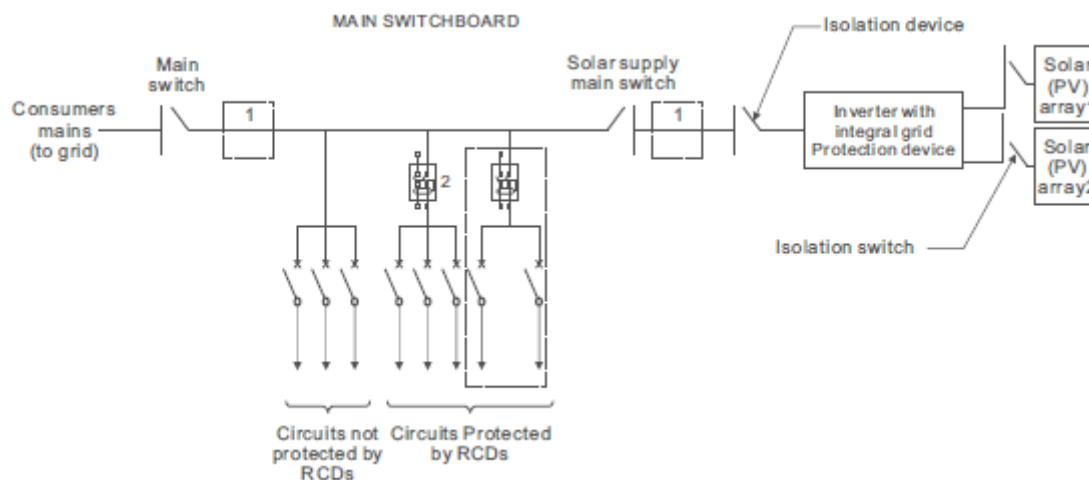 MAIN SWITCHBOARD
Isolation device
Main
switch
Solar supply
main switch
Consumers
mains
(to grid)
1
1
Inverter with
integral grid
Protection device
Solar
(PV)
array1
Solar
(PV)
array2
2
Isolation switch
Circuits not
protected by
RCDs
Circuits Protected
by RCDs